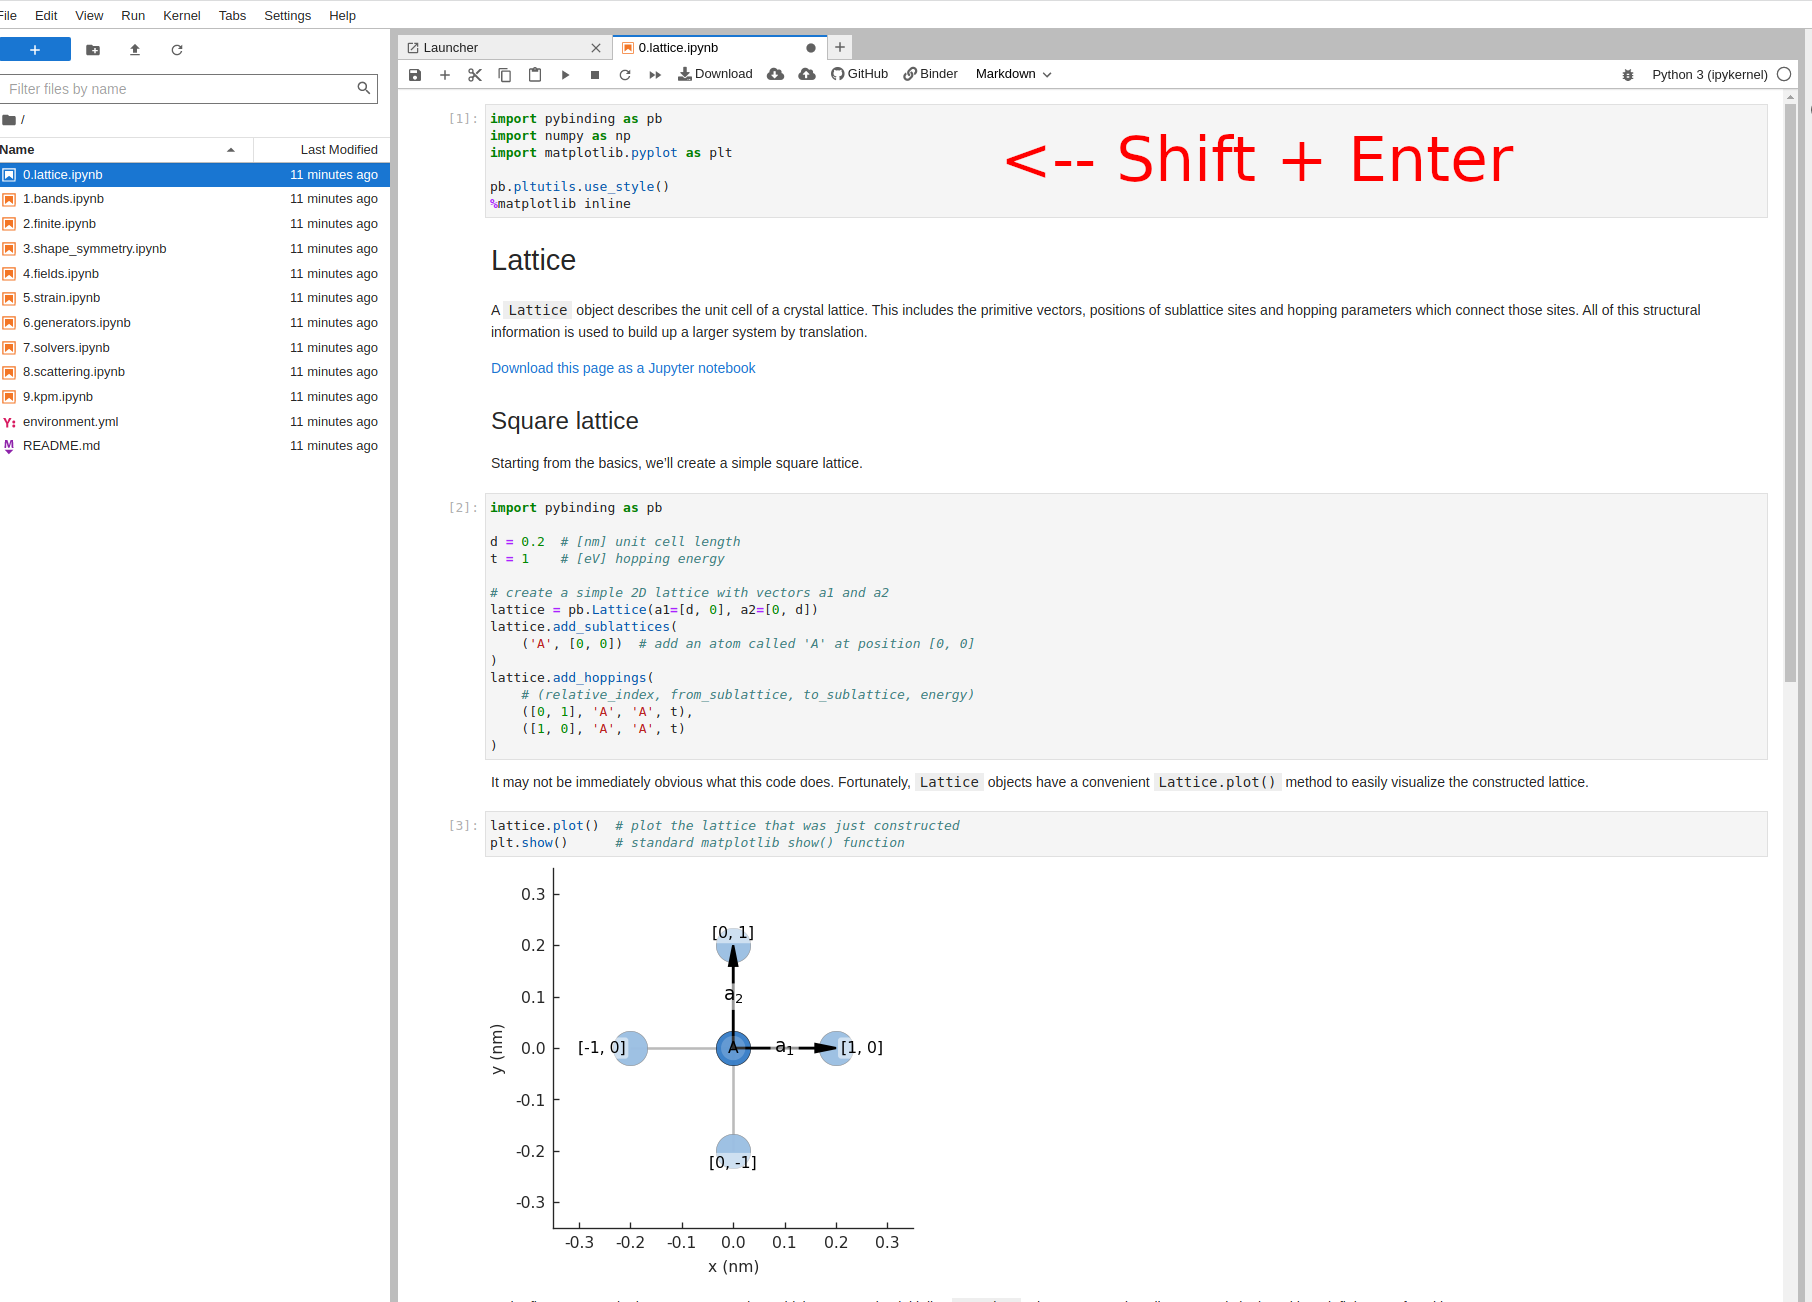 File Edit View Run Kernel Tabs Settings Help
+
Filter files by name
/
Name Last Modified
0.lattice.ipynb 11 minutes ago
1.bands.ipynb 11 minutes ago
2.finite.ipynb 11 minutes ago
3.shape_symmetry.ipynb 11 minutes ago
4.fields.ipynb 11 minutes ago
5.strain.ipynb 11 minutes ago
6.generators.ipynb 11 minutes ago
7.solvers.ipynb 11 minutes ago
8.scattering.ipynb 11 minutes ago
9.kpm.ipynb 11 minutes ago
Y: environment.yml 11 minutes ago
M README.md 11 minutes ago
Launcher 0.lattice.ipynb +
Download GitHub Binder Markdown Python 3 (ipykernel)
[1]: import pybinding as pb
import numpy as np
import matplotlib.pyplot as plt
pb.pltutils.use_style()
%matplotlib inline
<-- Shift + Enter
Lattice
A Lattice object describes the unit cell of a crystal lattice. This includes the primitive vectors, positions of sublattice sites and hopping parameters which connect those sites. All of this structural
information is used to build up a larger system by translation.
Download this page as a Jupyter notebook
Square lattice
Starting from the basics, we'll create a simple square lattice.
[2]: import pybinding as pb
d = 0.2  # [nm] unit cell length
t = 1    # [eV] hopping energy
# create a simple 2D lattice with vectors a1 and a2
lattice = pb.Lattice(a1=[d, 0], a2=[0, d])
lattice.add_sublattices(
    ('A', [0, 0])  # add an atom called 'A' at position [0, 0]
)
lattice.add_hoppings(
    # (relative_index, from_sublattice, to_sublattice, energy)
    ([0, 1], 'A', 'A', t),
    ([1, 0], 'A', 'A', t)
)
It may not be immediately obvious what this code does. Fortunately, Lattice objects have a convenient Lattice.plot() method to easily visualize the constructed lattice.
[3]: lattice.plot()  # plot the lattice that was just constructed
plt.show()      # standard matplotlib show() function
0.3
[0, 1]
0.2
a2
0.1
y (nm)
0.0
[-1, 0] A a1 [1, 0]
-0.1
-0.2
[0, -1]
-0.3
-0.3 -0.2 -0.1 0.0 0.1 0.2 0.3
x (nm)